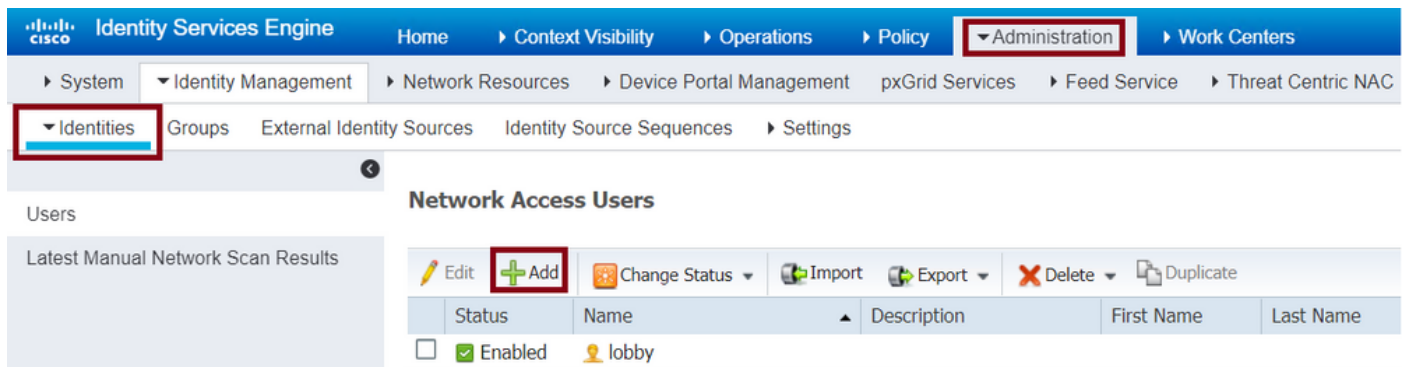 cisco Identity Services Engine Home Context Visibility Operations Policy Administration Work Centers
System Identity Management Network Resources Device Portal Management pxGrid Services Feed Service Threat Centric NAC
Identities Groups External Identity Sources Identity Source Sequences Settings
Users
Latest Manual Network Scan Results
Network Access Users
Edit Add Change Status Import Export Delete Duplicate
Status Name Description First Name Last Name
Enabled lobby